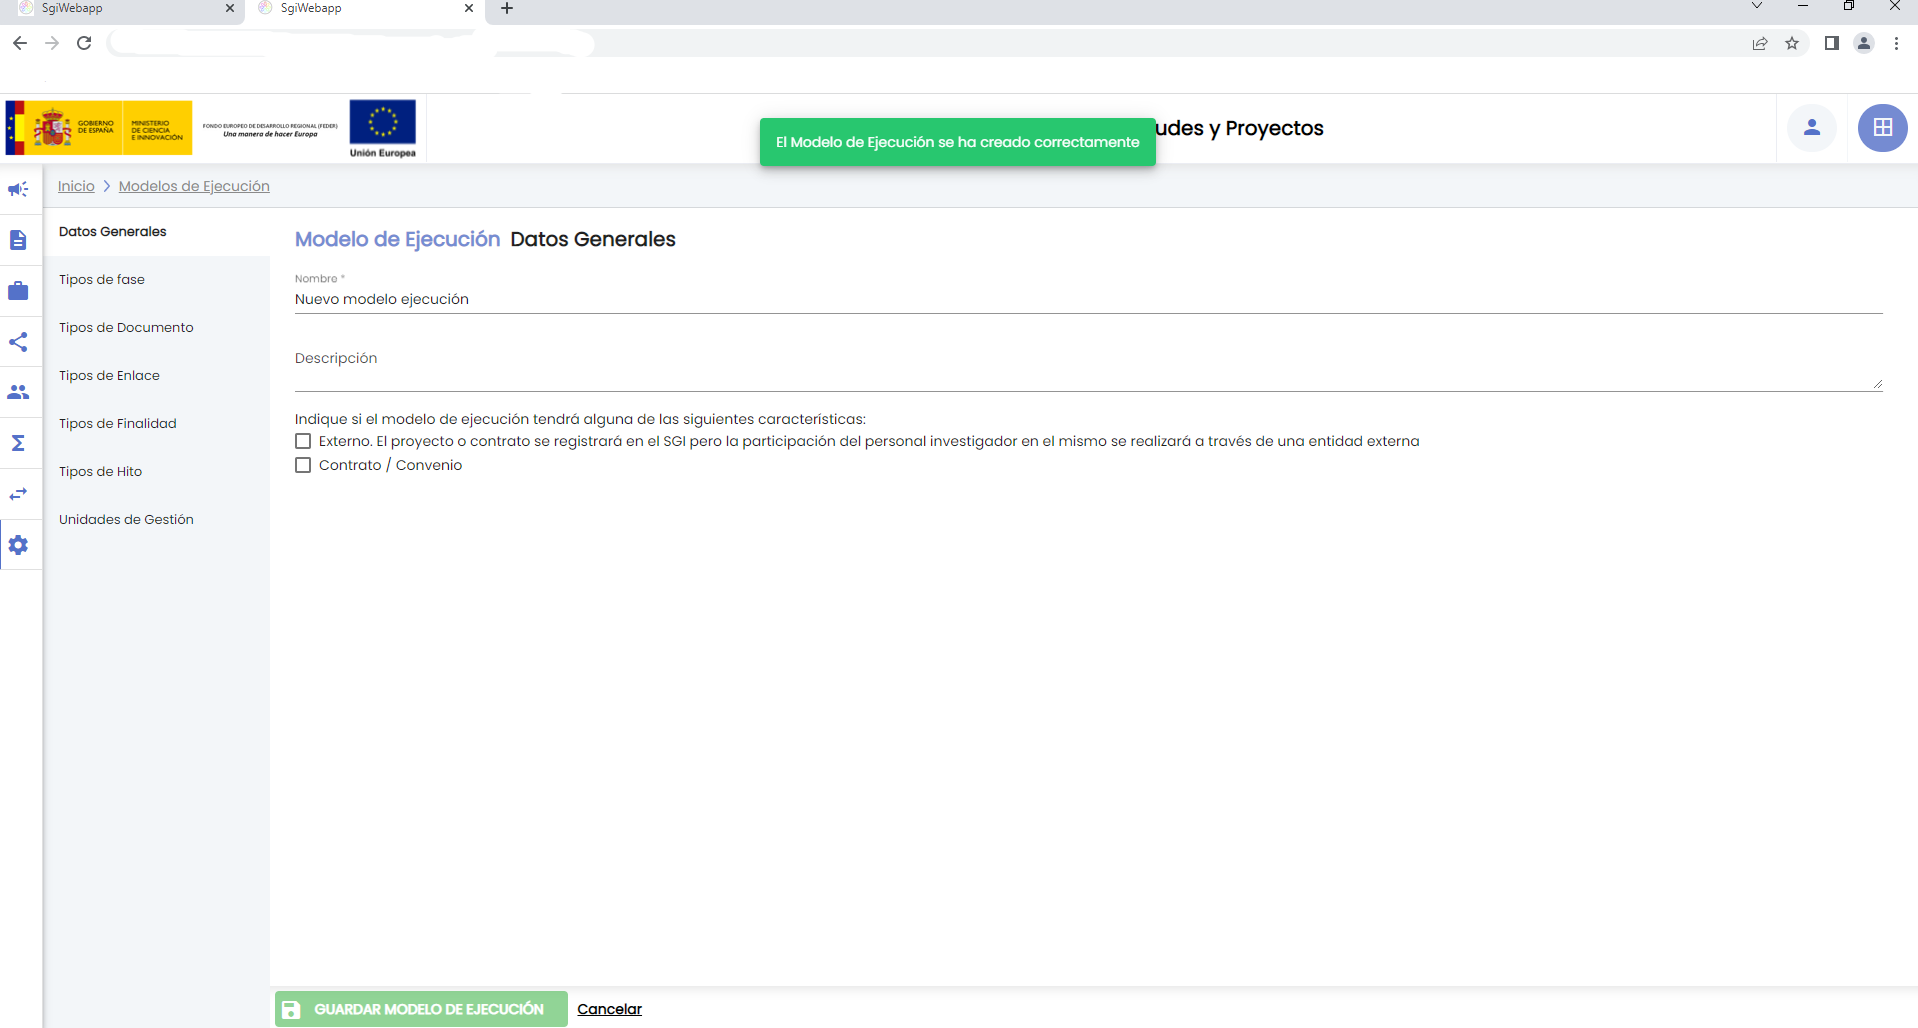 SgiWebapp
SgiWebapp
GOBIERNO
DE ESPAÑA
MINISTERIO
DE CIENCIA
E INNOVACIÓN
FONDO EUROPEO DE DESARROLLO REGIONAL (FEDER)
Una manera de hacer Europa
Unión Europea
El Modelo de Ejecución se ha creado correctamente
udes y Proyectos
Inicio
Modelos de Ejecución
Datos Generales
Tipos de fase
Tipos de Documento
Tipos de Enlace
Tipos de Finalidad
Tipos de Hito
Unidades de Gestión
Modelo de Ejecución Datos Generales
Nombre *
Nuevo modelo ejecución
Descripción
Indique si el modelo de ejecución tendrá alguna de las siguientes características:
Externo. El proyecto o contrato se registrará en el SGI pero la participación del personal investigador en el mismo se realizará a través de una entidad externa
Contrato / Convenio
GUARDAR MODELO DE EJECUCIÓN
Cancelar